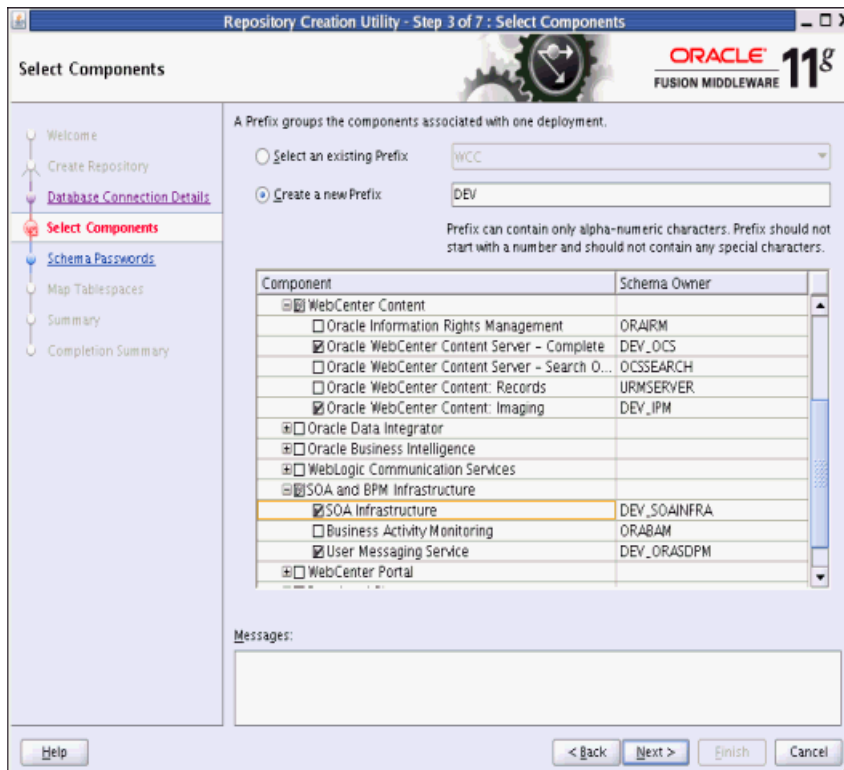 Repository Creation Utility - Step 3 of 7 : Select Components
Select Components
ORACLE
FUSION MIDDLEWARE 11g
Welcome
Create Repository
Database Connection Details
Select Components
Schema Passwords
Map Tablespaces
Summary
Completion Summary
A Prefix groups the components associated with one deployment.
Select an existing Prefix WCC
Create a new Prefix DEV
Prefix can contain only alpha-numeric characters. Prefix should not
start with a number and should not contain any special characters.
Component Schema Owner
WebCenter Content
Oracle Information Rights Management ORAIRM
Oracle WebCenter Content Server - Complete DEV_OCS
Oracle WebCenter Content Server - Search O... OCSSEARCH
Oracle WebCenter Content: Records URMSERVER
Oracle WebCenter Content: Imaging DEV_IPM
Oracle Data Integrator
Oracle Business Intelligence
WebLogic Communication Services
SOA and BPM Infrastructure
SOA Infrastructure DEV_SOAINFRA
Business Activity Monitoring ORABAM
User Messaging Service DEV_ORASDPM
WebCenter Portal
Messages:
Help
< Back
Next >
Finish
Cancel